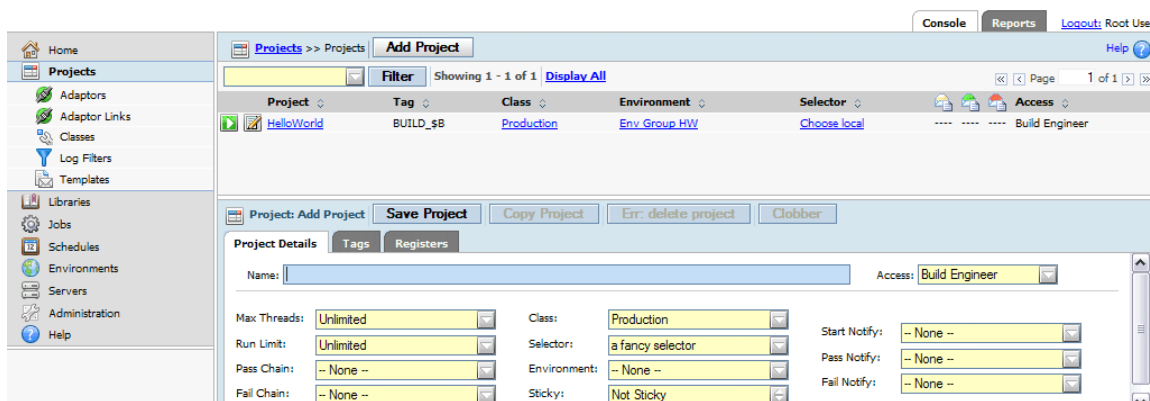 Console Reports Logout: Root Use
Home
Projects >> Projects Add Project Help
Projects
Filter Showing 1 - 1 of 1 Display All Page 1 of 1
Adaptors
Adaptor Links
Classes
Log Filters
Templates
Libraries
Jobs
Schedules
Environments
Servers
Administration
Help
Project Tag Class Environment Selector Access
HelloWorld BUILD_$B Production Env Group HW Choose local ---- ---- ---- Build Engineer
Project: Add Project Save Project Copy Project Err: delete project Clobber
Project Details Tags Registers
Name: Access: Build Engineer
Max Threads: Unlimited Class: Production Start Notify: -- None --
Run Limit: Unlimited Selector: a fancy selector Pass Notify: -- None --
Pass Chain: -- None -- Environment: -- None -- Fail Notify: -- None --
Fail Chain: -- None -- Sticky: Not Sticky